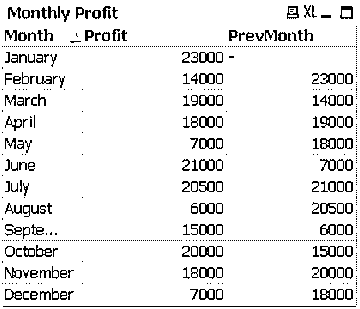 Monthly Profit XL
Month Profit PrevMonth
January 23000 -
February 14000 23000
March 19000 14000
April 18000 19000
May 7000 18000
June 21000 7000
July 20500 21000
August 6000 20500
Septe... 15000 6000
October 20000 15000
November 18000 20000
December 7000 18000